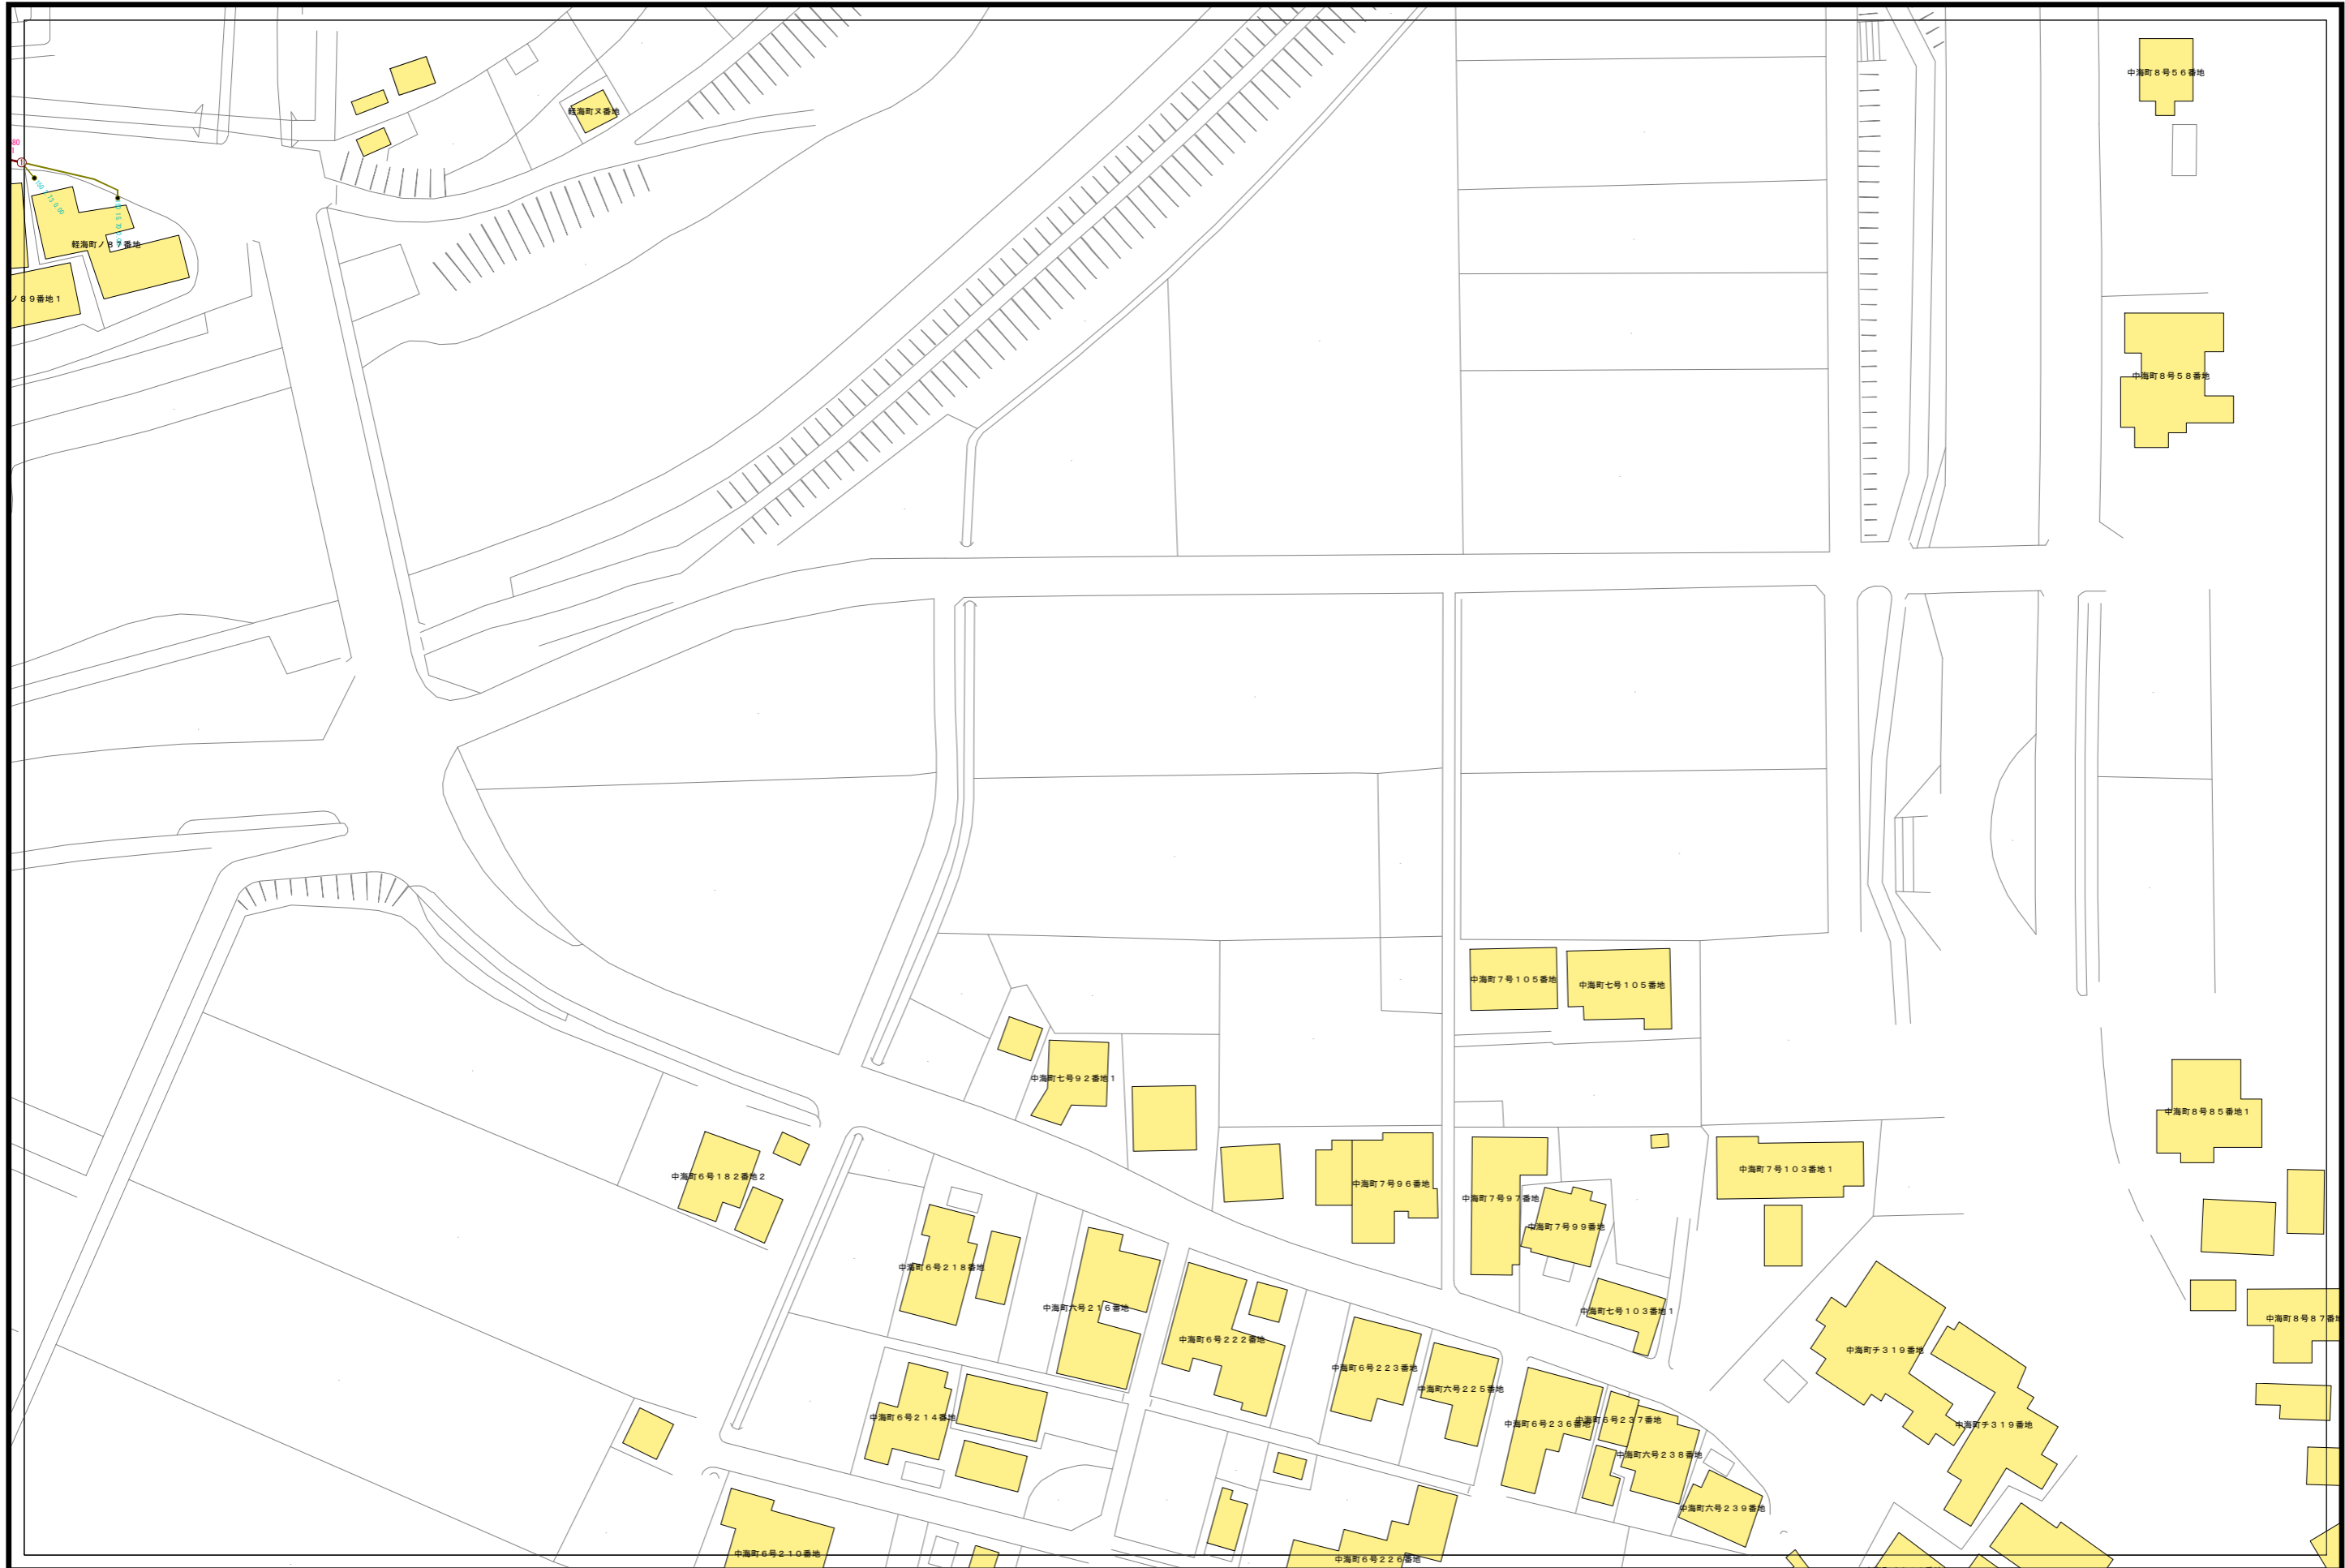 中海町８号５６番地
軽海町ヌ番地
軽海町ノ８７番地
ノ８９番地１
中海町８号５８番地
中海町７号１０５番地
中海町七号１０５番地
中海町七号９２番地１
中海町８号８５番地１
中海町７号１０３番地１
中海町６号１８２番地２
中海町７号９６番地
中海町７号９７番地
中海町７号９９番地
中海町６号２１８番地
中海町六号２１６番地
中海町七号１０３番地１
中海町８号８７番地
中海町６号２２２番地
中海町チ３１９番地
中海町６号２２３番地
中海町六号２２５番地
中海町６号２１４番地
中海町６号２３６番地
中海町６号２３７番地
中海町チ３１９番地
中海町六号２３８番地
中海町六号２３９番地
中海町６号２１０番地
中海町６号２２６番地